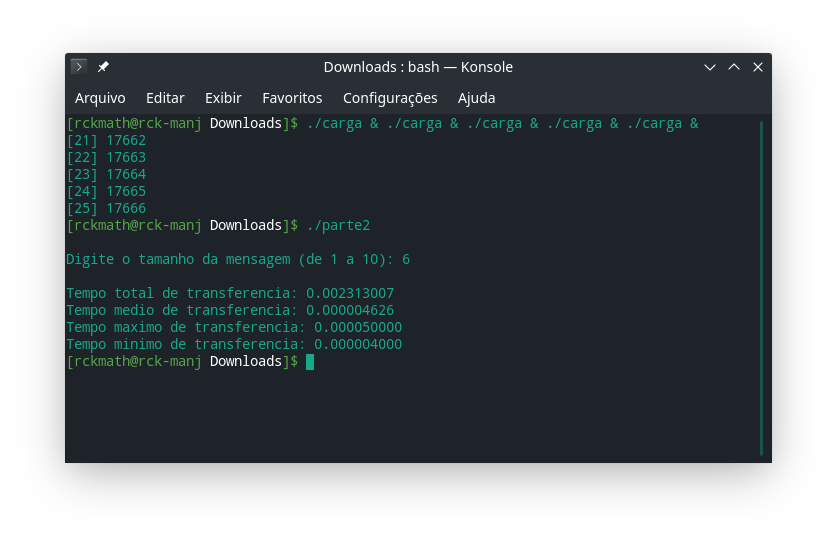 Downloads : bash — Konsole
Arquivo Editar Exibir Favoritos Configurações Ajuda
[rckmath@rck-manj Downloads]$ ./carga & ./carga & ./carga & ./carga & ./carga &
[21] 17662
[22] 17663
[23] 17664
[24] 17665
[25] 17666
[rckmath@rck-manj Downloads]$ ./parte2
Digite o tamanho da mensagem (de 1 a 10): 6
Tempo total de transferencia: 0.002313007
Tempo medio de transferencia: 0.000004626
Tempo maximo de transferencia: 0.000050000
Tempo minimo de transferencia: 0.000004000
[rckmath@rck-manj Downloads]$